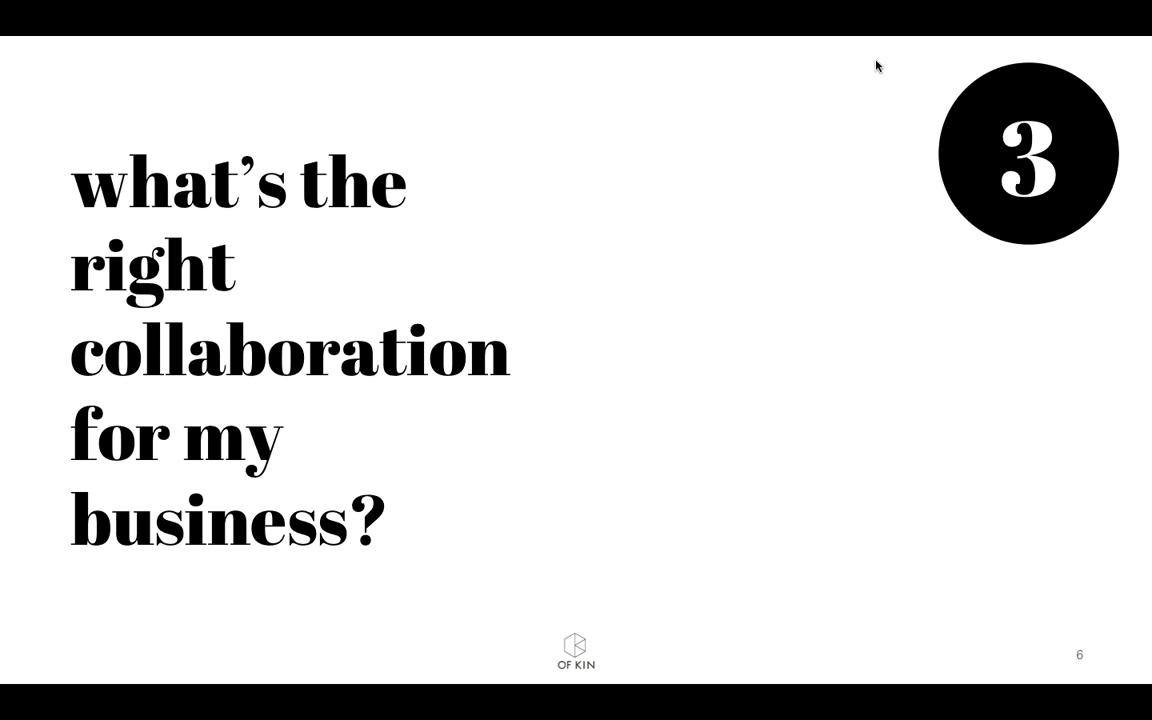 3
what’s the
right
collaboration
for my
business?
OF KIN
6